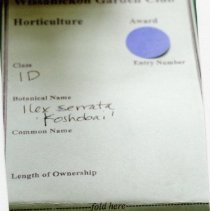 Wissahickon Garden Club
Horticulture Award
Class Entry Number
1D
Botanical Name
Ilex serrata
'Koshobai'
Common Name
Length of Ownership
fold here